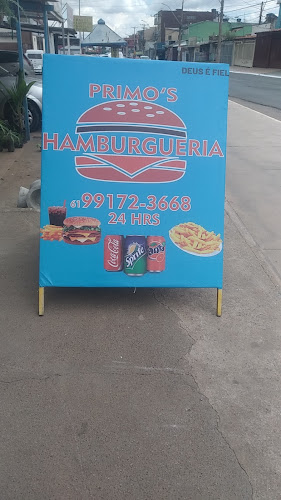 DEUS É FIEL
PRIMO'S
HAMBURGUERIA
61 99172-3668
24 HRS
Coca-Cola
Sprite